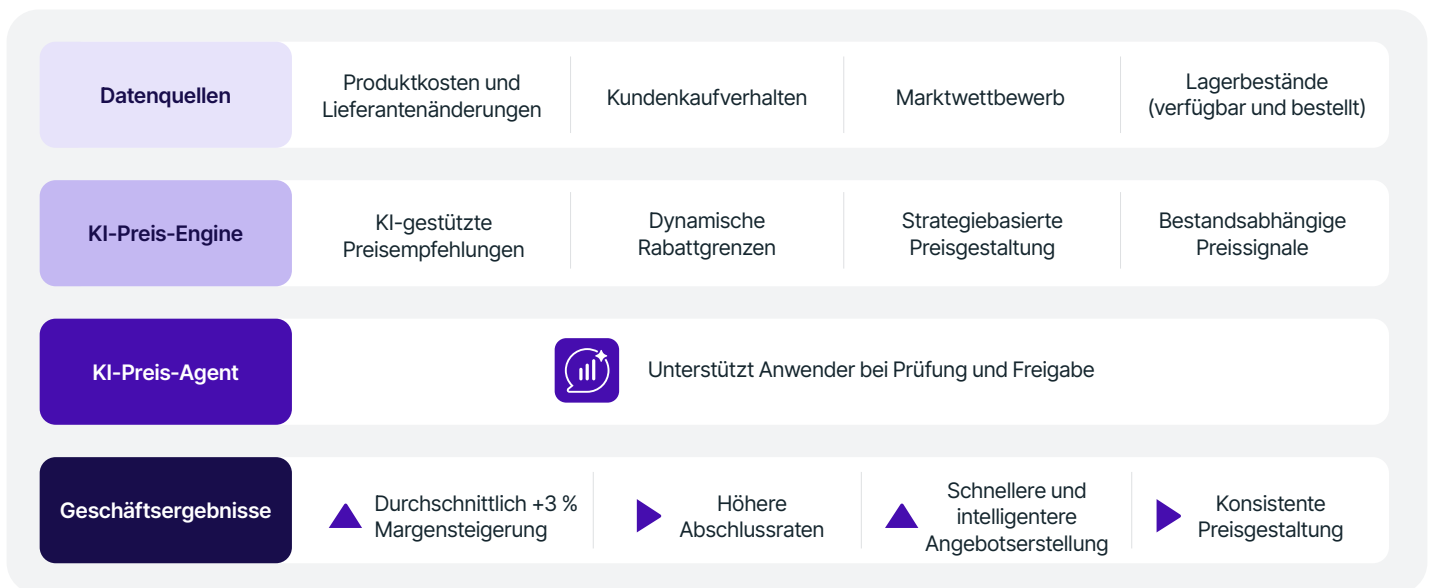 Datenquellen
Produktkosten und
Lieferantenänderungen
Kundenkaufverhalten
Marktwettbewerb
Lagerbestände
(verfügbar und bestellt)
KI-Preis-Engine
KI-gestützte
Preisempfehlungen
Dynamische
Rabattgrenzen
Strategiebasierte
Preisgestaltung
Bestandsabhängige
Preissignale
KI-Preis-Agent
Unterstützt Anwender bei Prüfung und Freigabe
Geschäftsergebnisse
Durchschnittlich +3 %
Margensteigerung
Höhere
Abschlussraten
Schnellere und
intelligentere
Angebotserstellung
Konsistente
Preisgestaltung